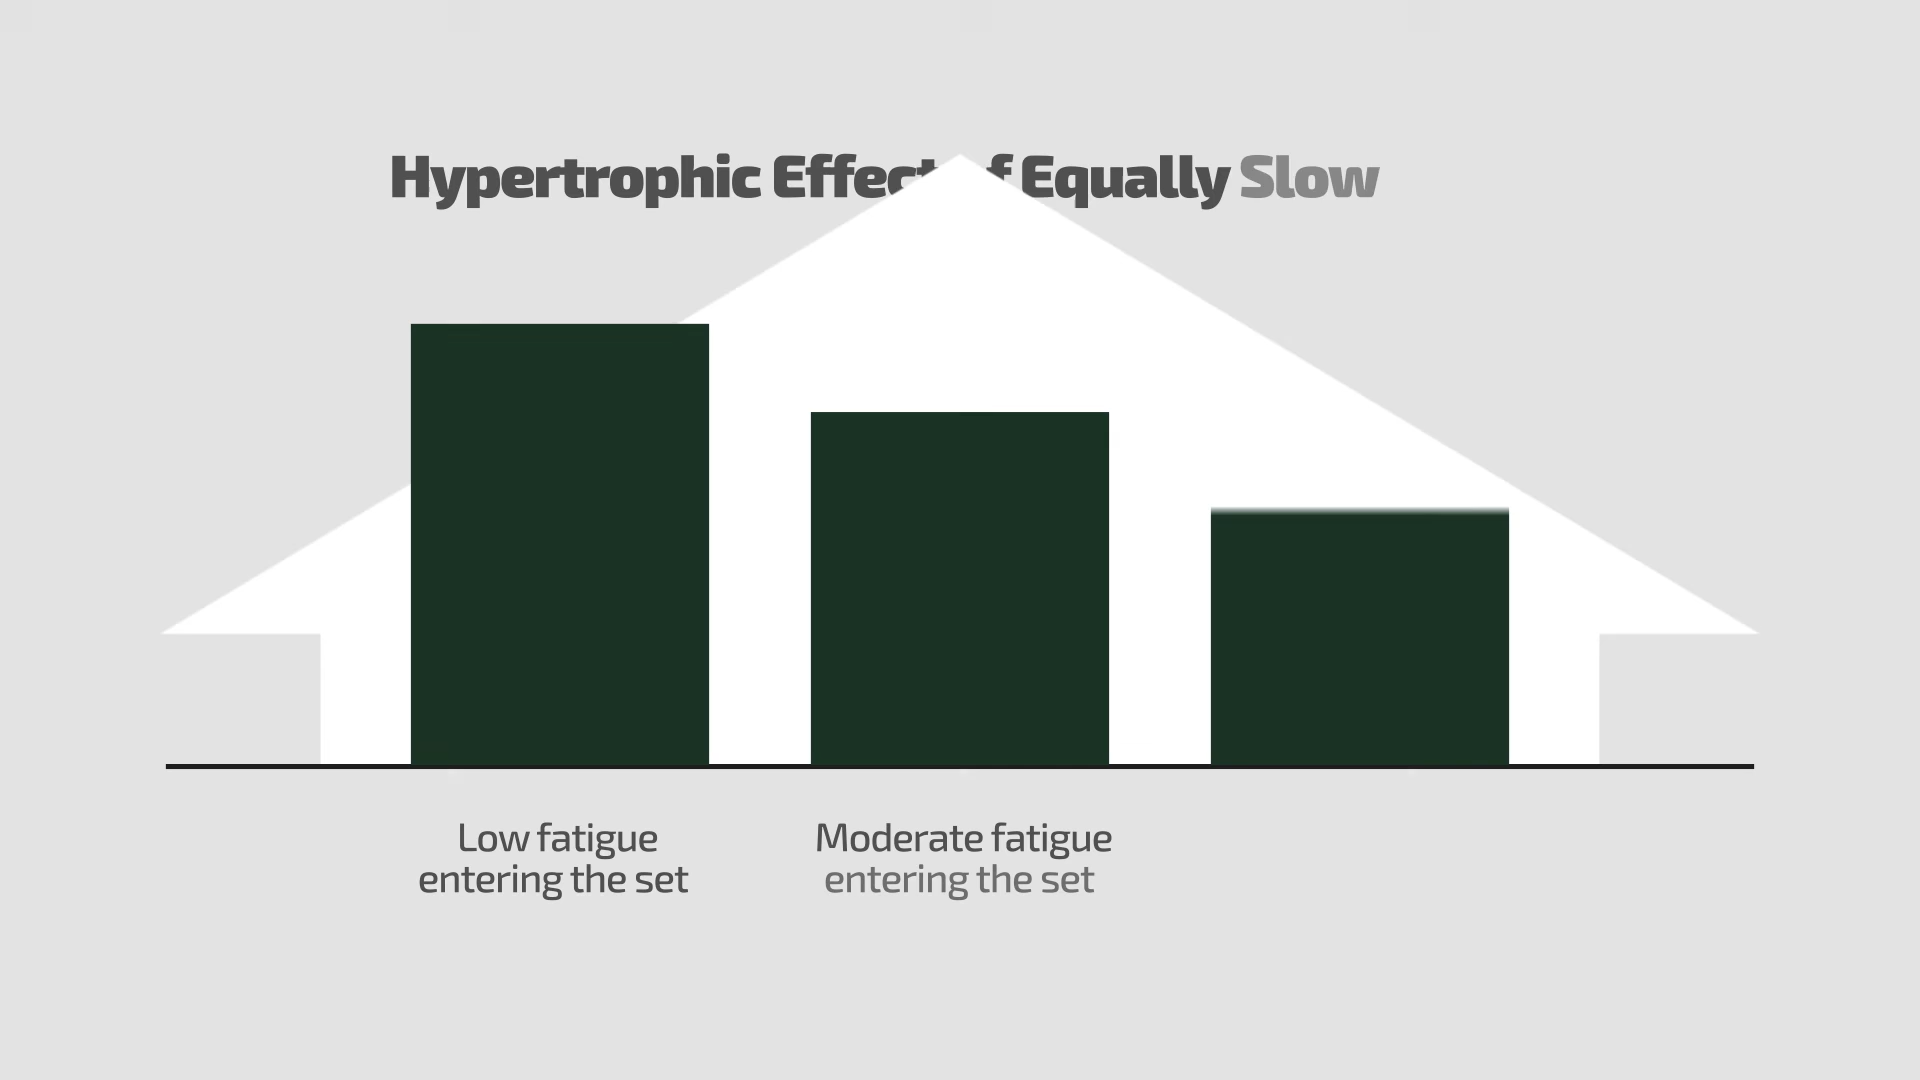 Hypertrophic Effect f Equally Slow
Low fatigue
entering the set
Moderate fatigue
entering the set